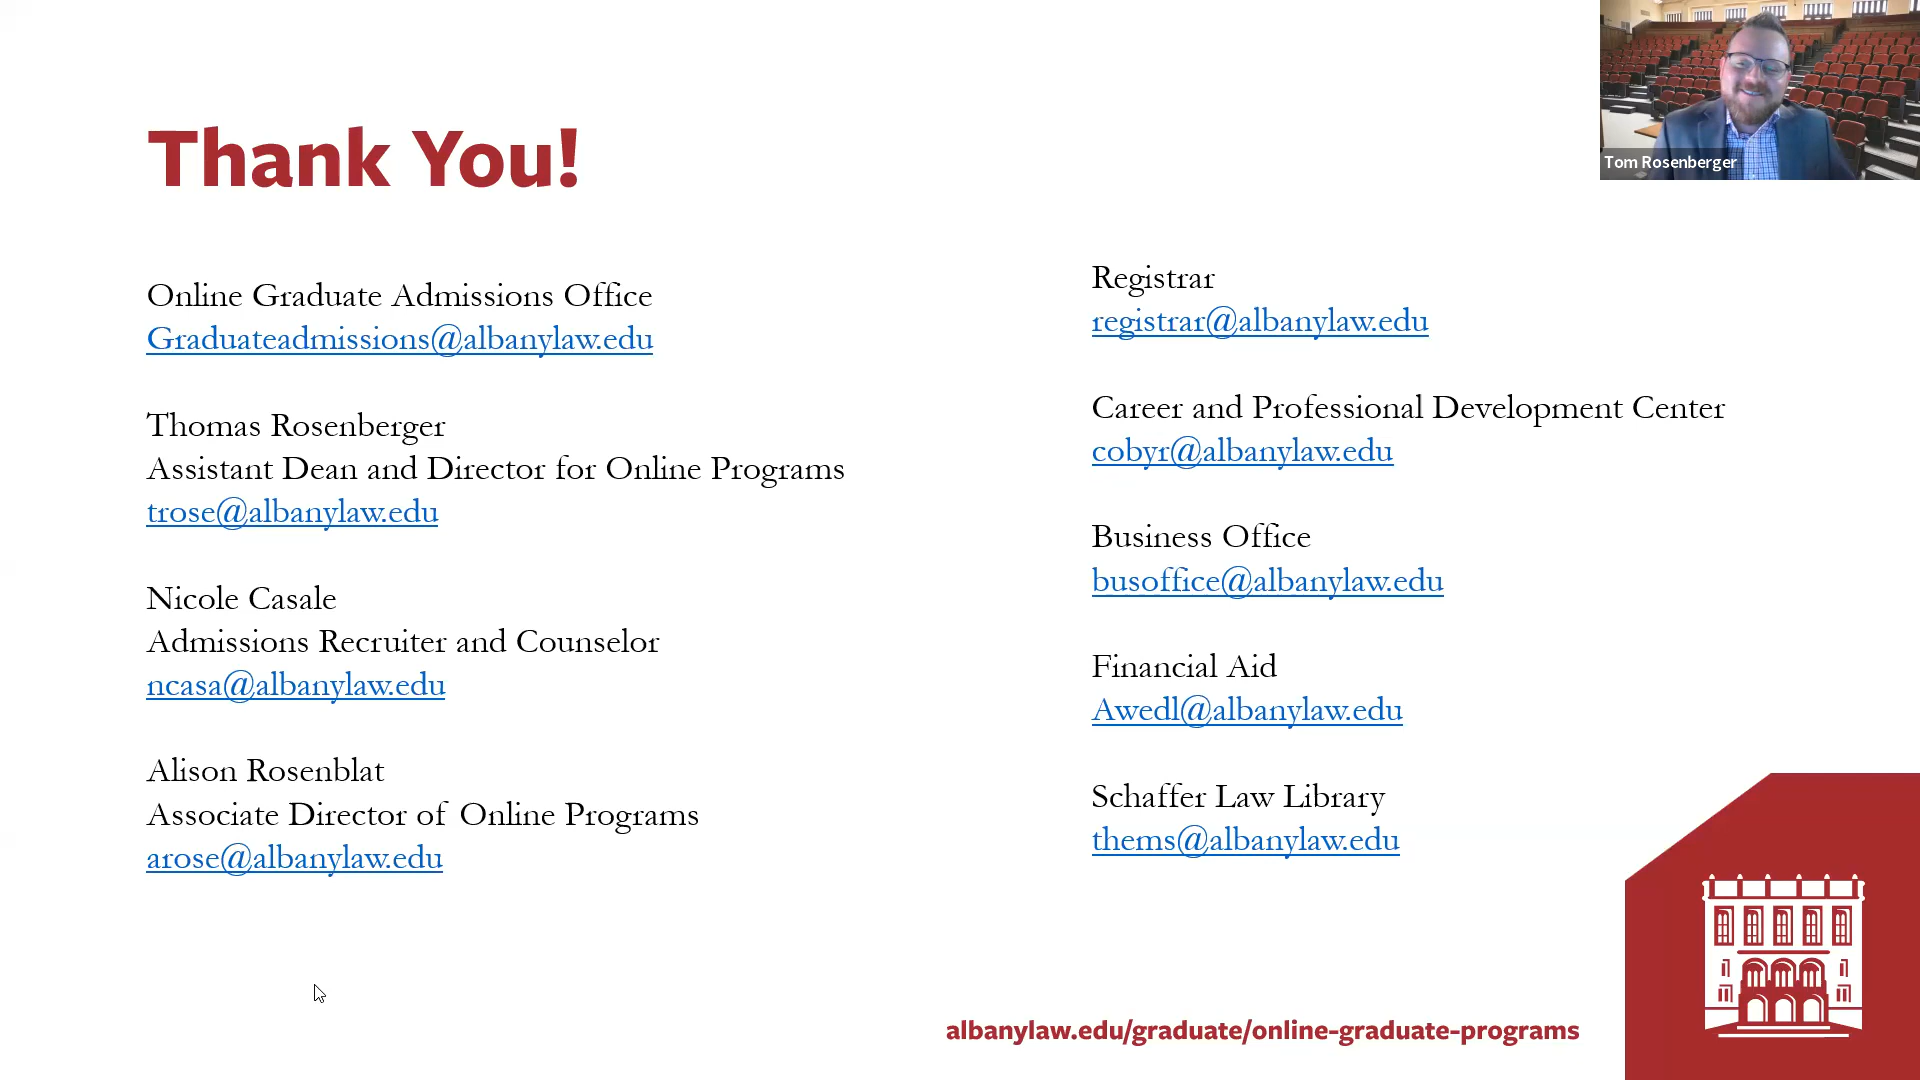 Thank You!
Online Graduate Admissions Office
Graduateadmissions@albanylaw.edu
Thomas Rosenberger
Assistant Dean and Director for Online Programs
trose@albanylaw.edu
Nicole Casale
Admissions Recruiter and Counselor
ncasa@albanylaw.edu
Alison Rosenblat
Associate Director of Online Programs
arose@albanylaw.edu
Registrar
registrar@albanylaw.edu
Career and Professional Development Center
cobyr@albanylaw.edu
Business Office
busoffice@albanylaw.edu
Financial Aid
Awedl@albanylaw.edu
Schaffer Law Library
thems@albanylaw.edu
albanylaw.edu/graduate/online-graduate-programs
Tom Rosenberger